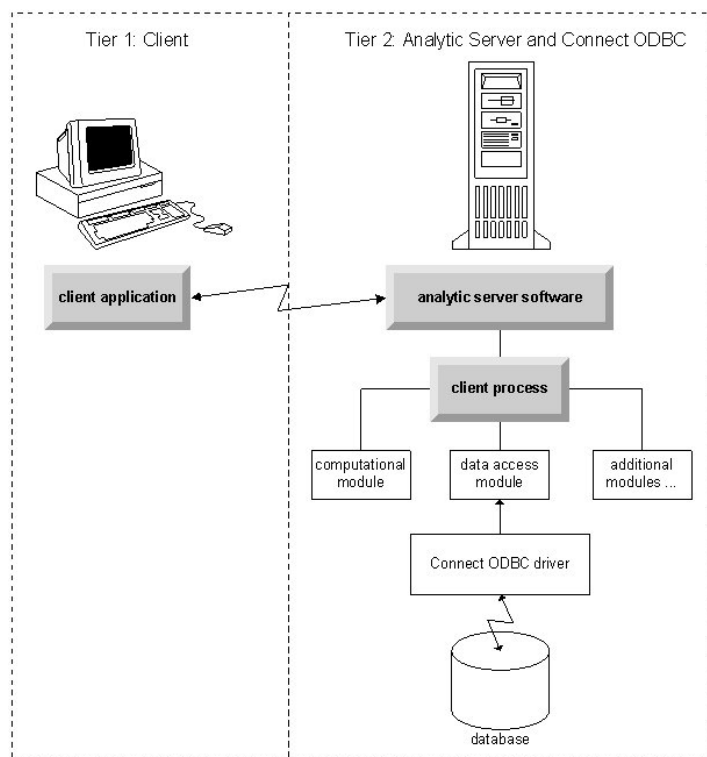 Tier 1: Client
Tier 2: Analytic Server and Connect ODBC
client application
analytic server software
client process
computational
module
data access
module
additional
modules ...
Connect ODBC driver
database